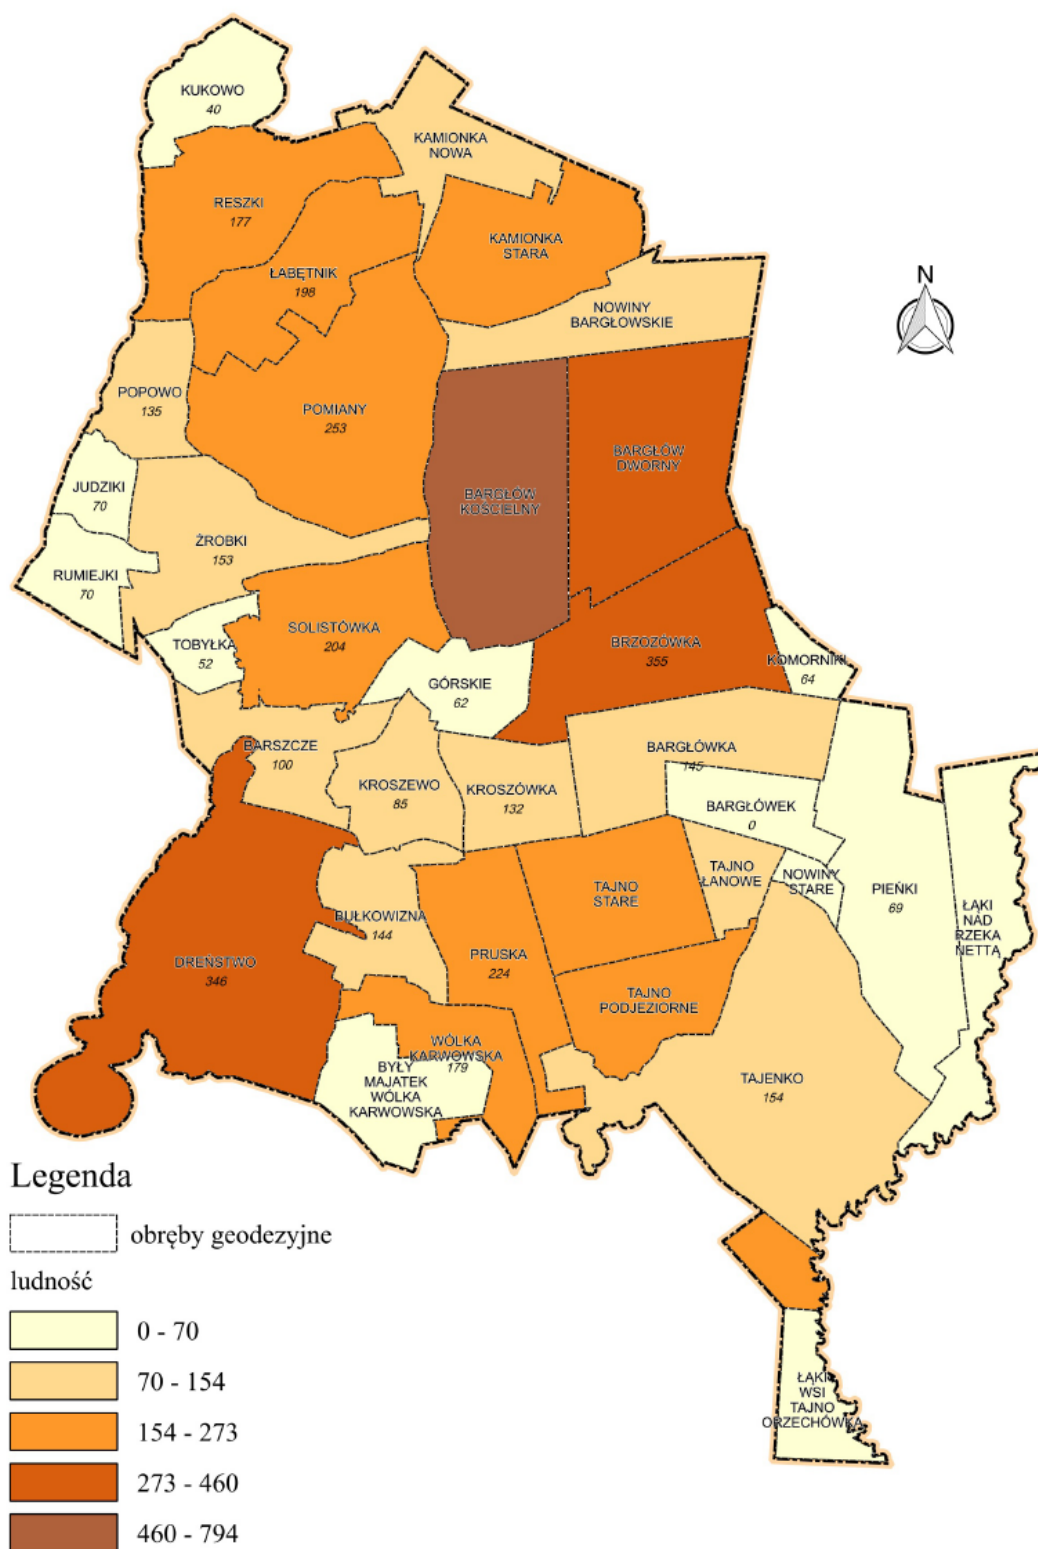 KUKOWO
40
KAMIONKA
NOWA
RESZKI
177
KAMIONKA
STARA
ŁABĘTNIK
198
NOWINY
BARGŁOWSKIE
N
POPOWO
135
POMIANY
253
BARGŁÓW
DWORNY
BARGŁÓW
KOŚCIELNY
JUDZIKI
70
ŻROBKI
153
RUMIEJKI
70
TOBYŁKA
52
SOLISTÓWKA
204
BRZOZÓWKA
355
KOMORNIKI
64
GÓRSKIE
62
BARSZCZE
100
BARGŁÓWKA
145
KROSZEWO
85
KROSZÓWKA
132
BARGŁÓWEK
0
TAJNO
STARE
TAJNO
ŁANOWE
NOWINY
STARE
PIEŃKI
69
ŁĄKI
NAD
RZEKA
NETTĄ
BUŁKOWIZNA
144
DREŃSTWO
346
PRUSKA
224
TAJNO
PODJEZIORNE
WÓLKA
KARWOWSKA
179
BYŁY
MAJATEK
WÓLKA
KARWOWSKA
TAJENKO
154
ŁĄKI
WSI
TAJNO
ORZECHÓWKA
Legenda
obręby geodezyjne
ludność
0 - 70
70 - 154
154 - 273
273 - 460
460 - 794